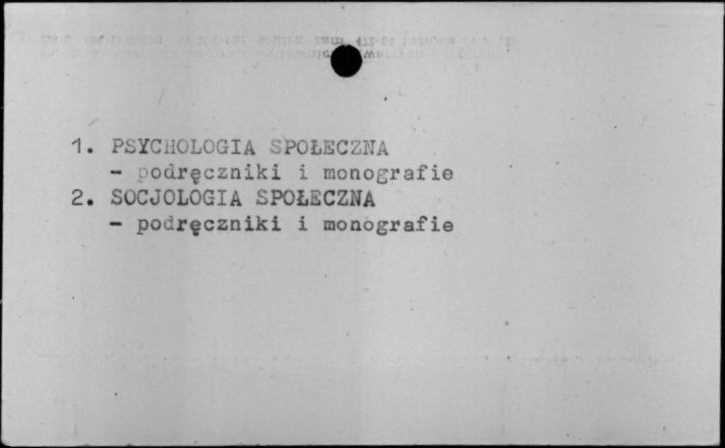 1. PSYCHOLOGIA SPOŁECZNA
- podręczniki i monografie
2. SOCJOLOGIA SPOŁECZNA
- podręczniki i monografie